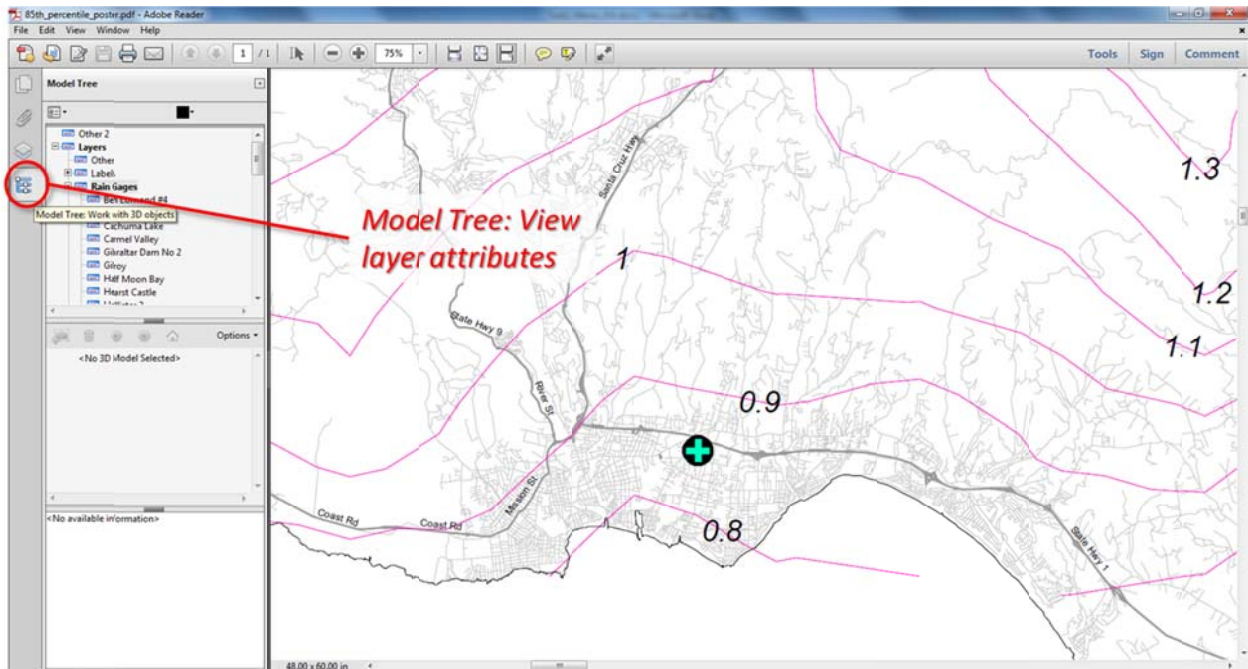 85th_percentile_poster.pdf - Adobe Reader
File Edit View Window Help
1 / 1
75%
Tools Sign Comment
Model Tree
Other 2
Layers
Other
Labels
Rain Gages
Ben Lomond #4
Model Tree: Work with 3D objects
Cachuma Lake
Carmel Valley
Gibraltar Dam No 2
Gilroy
Half Moon Bay
Hearst Castle
Options
<No 3D Model Selected>
<No available information>
Model Tree: View
layer attributes
Santa Cruz Hwy
1.3
1
1.2
1.1
State Hwy 9
River St
0.9
Mission St
Coast Rd
Coast Rd
0.8
State Hwy 1
48.00 x 60.00 in